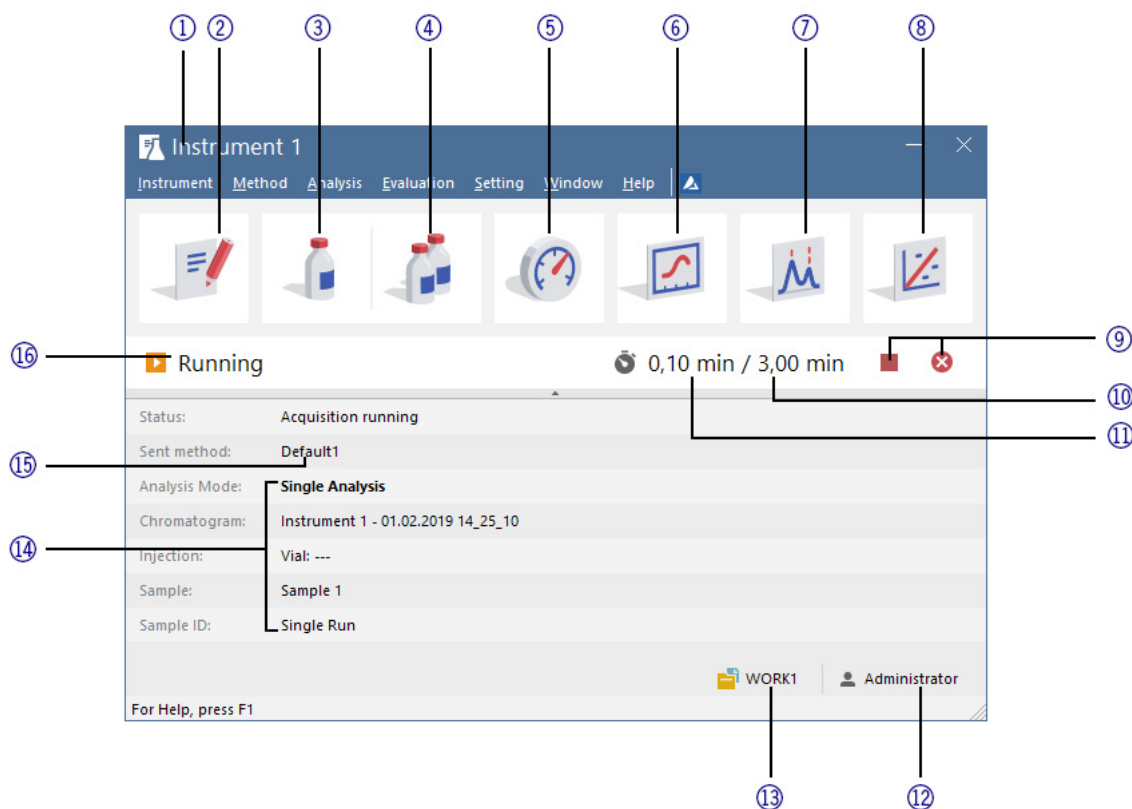 ① ② ③ ④ ⑤ ⑥ ⑦ ⑧
Instrument 1
Instrument Method Analysis Evaluation Setting Window Help
⑯ Running 0,10 min / 3,00 min ⑨
⑩
⑪
Status: Acquisition running
⑮ Sent method: Default1
Analysis Mode: Single Analysis
Chromatogram: Instrument 1 - 01.02.2019 14_25_10
⑭ Injection: Vial: ---
Sample: Sample 1
Sample ID: Single Run
WORK1 Administrator
For Help, press F1
⑬ ⑫